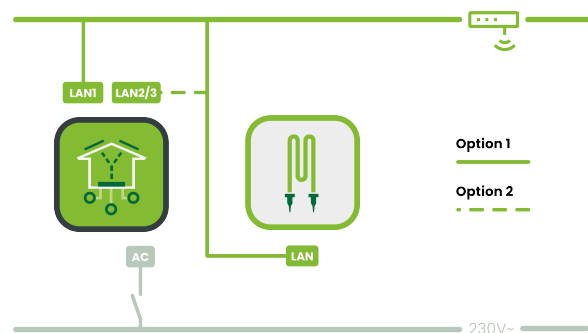 LAN1 LAN2/3
Option 1
Option 2
AC
LAN
230V~